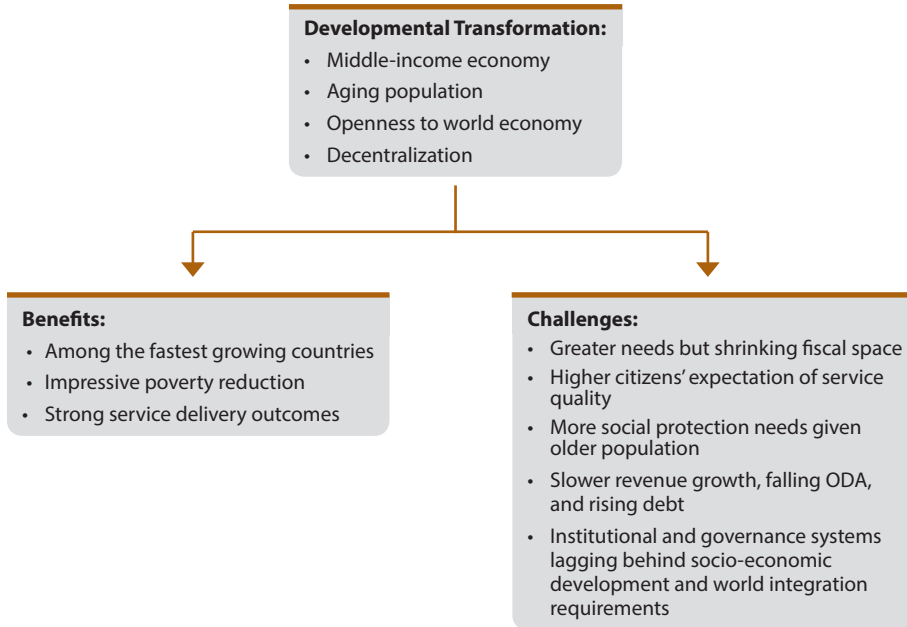 Developmental Transformation:
• Middle-income economy
• Aging population
• Openness to world economy
• Decentralization
Benefits:
• Among the fastest growing countries
• Impressive poverty reduction
• Strong service delivery outcomes
Challenges:
• Greater needs but shrinking fiscal space
• Higher citizens’ expectation of service
quality
• More social protection needs given
older population
• Slower revenue growth, falling ODA,
and rising debt
• Institutional and governance systems
lagging behind socio-economic
development and world integration
requirements